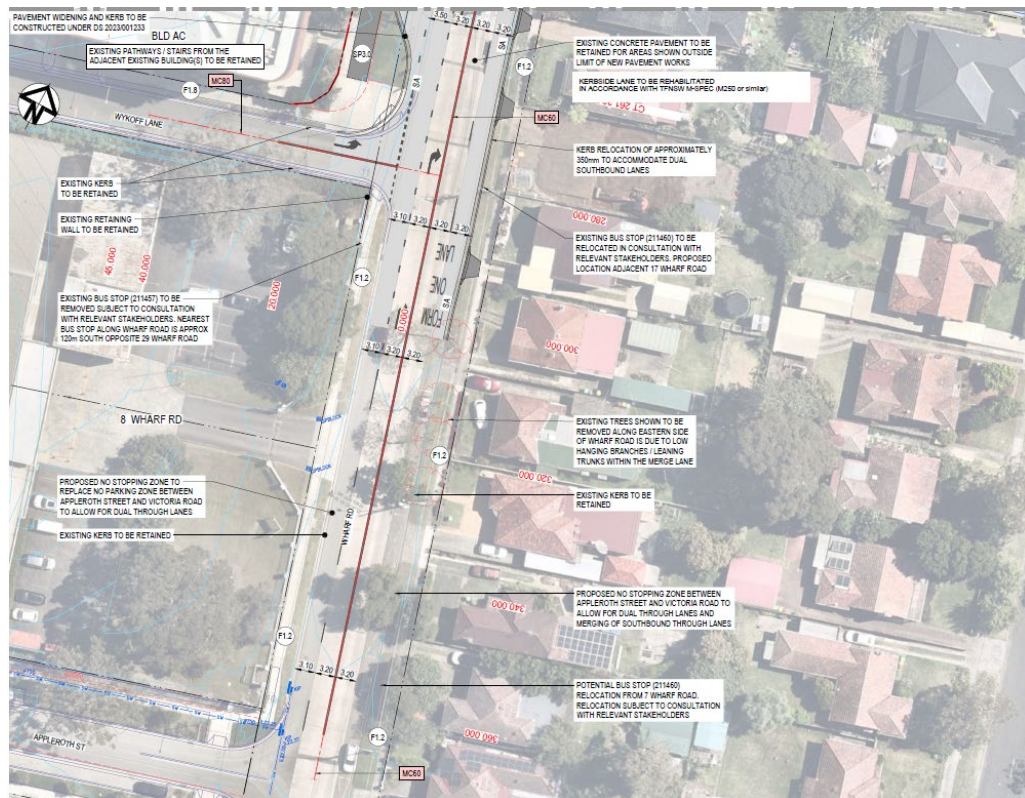 PAVEMENT WIDENING AND KERB TO BE
CONSTRUCTED UNDER DS 2023/001233
BLD AC
EXISTING PATHWAYS / STAIRS FROM THE
ADJACENT EXISTING BUILDING(S) TO BE RETAINED
SP3.0
MC80
F1.8
WYKOFF LANE
3.50 3.20 3.20 3.20
SA
SA
F1.2
EXISTING CONCRETE PAVEMENT TO BE
RETAINED FOR AREAS SHOWN OUTSIDE
LIMIT OF NEW PAVEMENT WORKS
KERBSIDE LANE TO BE REHABILITATED
IN ACCORDANCE WITH TFNSW M-SPEC (M250 or similar)
MC60
KERB RELOCATION OF APPROXIMATELY
350mm TO ACCOMMODATE DUAL
SOUTHBOUND LANES
EXISTING KERB
TO BE RETAINED
EXISTING RETAINING
WALL TO BE RETAINED
3.10 3.20 3.20 3.20
280.000
EXISTING BUS STOP (211460) TO BE
RELOCATED IN CONSULTATION WITH
RELEVANT STAKEHOLDERS. PROPOSED
LOCATION ADJACENT 17 WHARF ROAD
45.000
40.000
20.000
F1.2
LANE
ONE
FORM
SA
0.000
EXISTING BUS STOP (211457) TO BE
REMOVED SUBJECT TO CONSULTATION
WITH RELEVANT STAKEHOLDERS. NEAREST
BUS STOP ALONG WHARF ROAD IS APPROX
120m SOUTH OPPOSITE 29 WHARF ROAD
3.10 3.20 3.20
300.000
8 WHARF RD
EXISTING TREES SHOWN TO BE
REMOVED ALONG EASTERN SIDE
OF WHARF ROAD IS DUE TO LOW
HANGING BRANCHES / LEANING
TRUNKS WITHIN THE MERGE LANE
F1.2
320.000
PROPOSED NO STOPPING ZONE TO
REPLACE NO PARKING ZONE BETWEEN
APPLEROTH STREET AND VICTORIA ROAD
TO ALLOW FOR DUAL THROUGH LANES
EXISTING KERB TO BE
RETAINED
EXISTING KERB TO BE RETAINED
WHARF RD
PROPOSED NO STOPPING ZONE BETWEEN
APPLEROTH STREET AND VICTORIA ROAD TO
ALLOW FOR DUAL THROUGH LANES AND
MERGING OF SOUTHBOUND THROUGH LANES
340.000
F1.2
3.10 3.20 3.20
POTENTIAL BUS STOP (211460)
RELOCATION FROM 7 WHARF ROAD.
RELOCATION SUBJECT TO CONSULTATION
WITH RELEVANT STAKEHOLDERS
APPLEROTH ST
F1.2
360.000
MC60